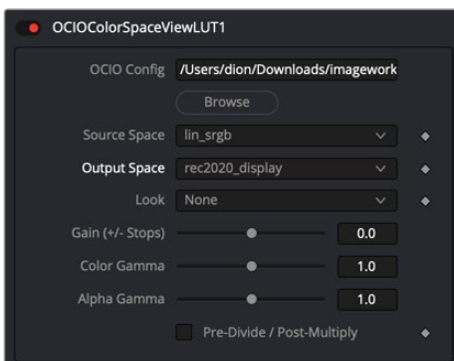 OCIOColorSpaceViewLUT1
OCIO Config /Users/dion/Downloads/imagework
Browse
Source Space lin_srgb
Output Space rec2020_display
Look None
Gain (+/- Stops) 0.0
Color Gamma 1.0
Alpha Gamma 1.0
Pre-Divide / Post-Multiply